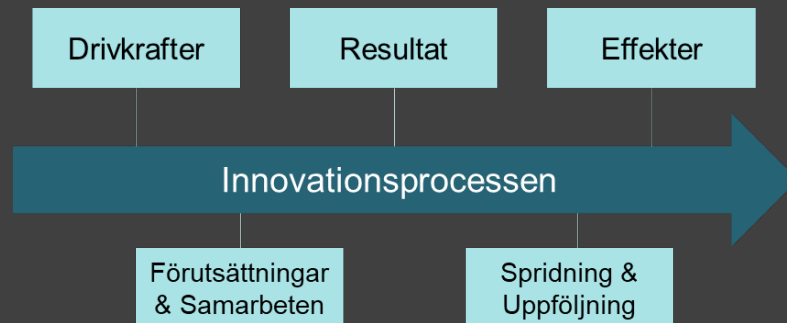 Drivkrafter
Resultat
Effekter
Innovationsprocessen
Förutsättningar
& Samarbeten
Spridning &
Uppföljning